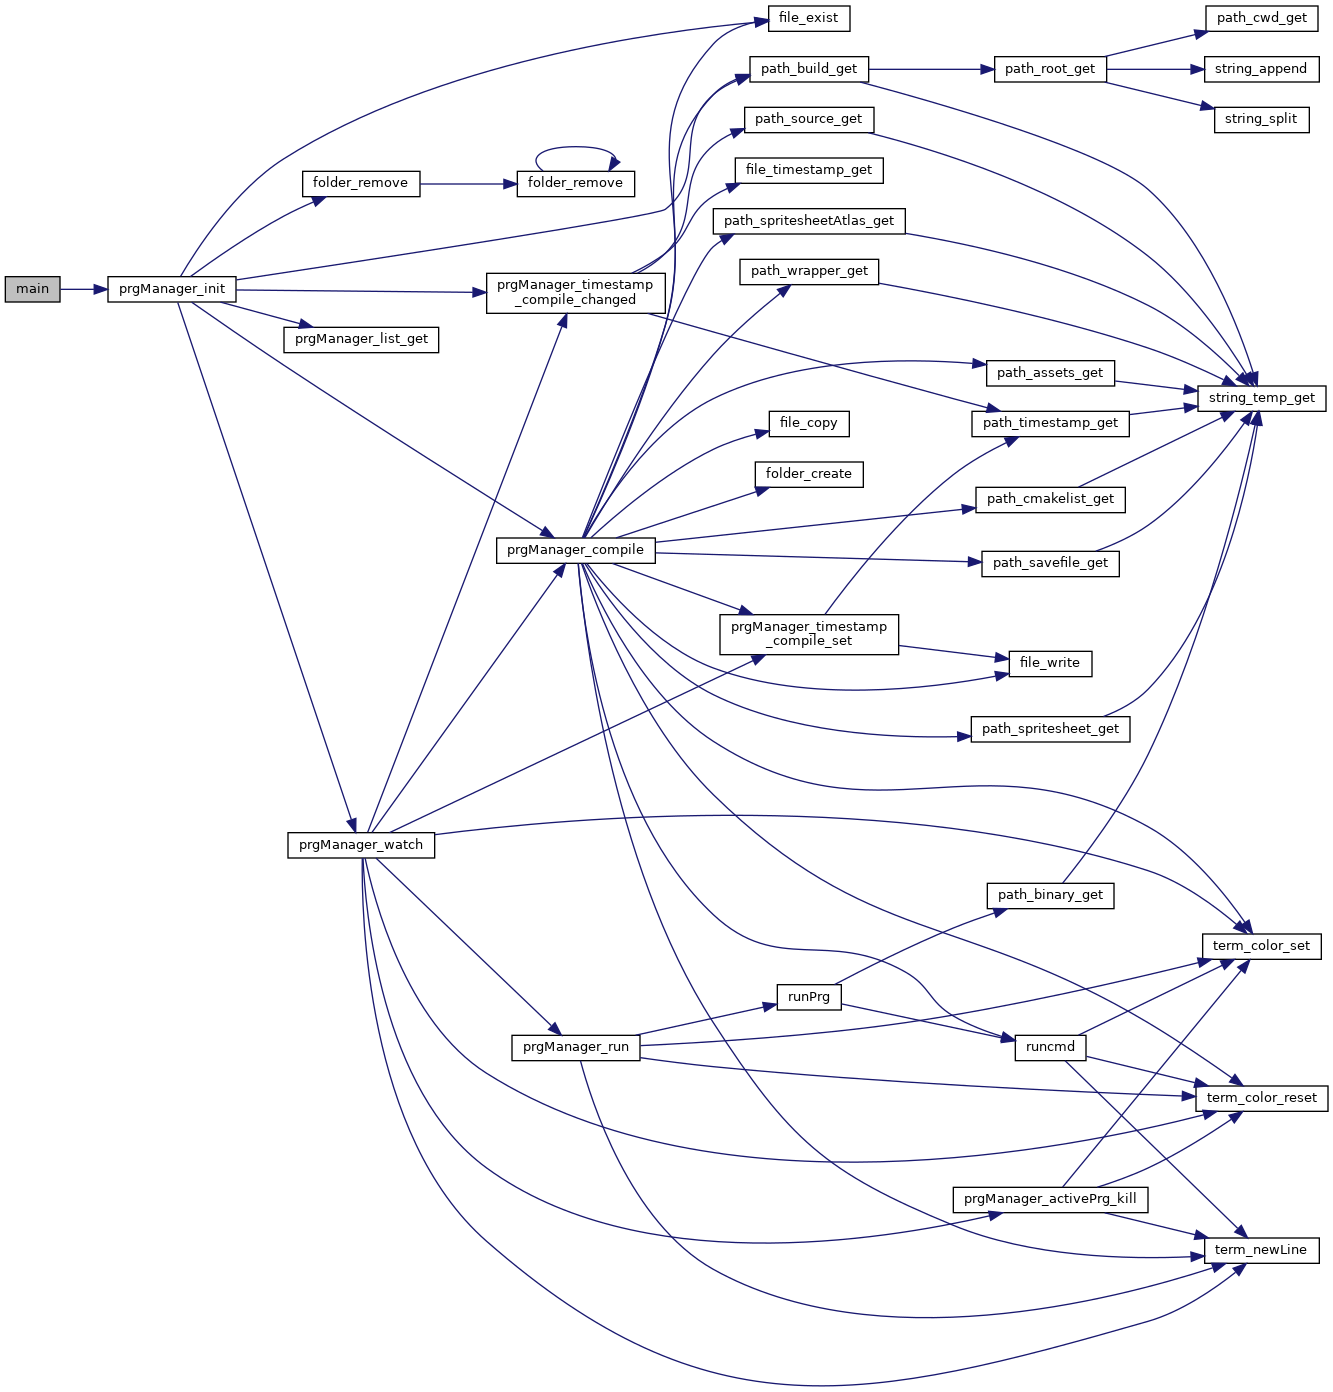 file_exist
path_cwd_get
path_build_get
path_root_get
string_append
path_source_get
string_split
file_timestamp_get
folder_remove
folder_remove
path_spritesheetAtlas_get
path_wrapper_get
main
prgManager_init
prgManager_timestamp
_compile_changed
prgManager_list_get
path_assets_get
string_temp_get
file_copy
path_timestamp_get
folder_create
path_cmakelist_get
prgManager_compile
path_savefile_get
prgManager_timestamp
_compile_set
file_write
path_spritesheet_get
prgManager_watch
path_binary_get
term_color_set
runPrg
prgManager_run
runcmd
term_color_reset
prgManager_activePrg_kill
term_newLine